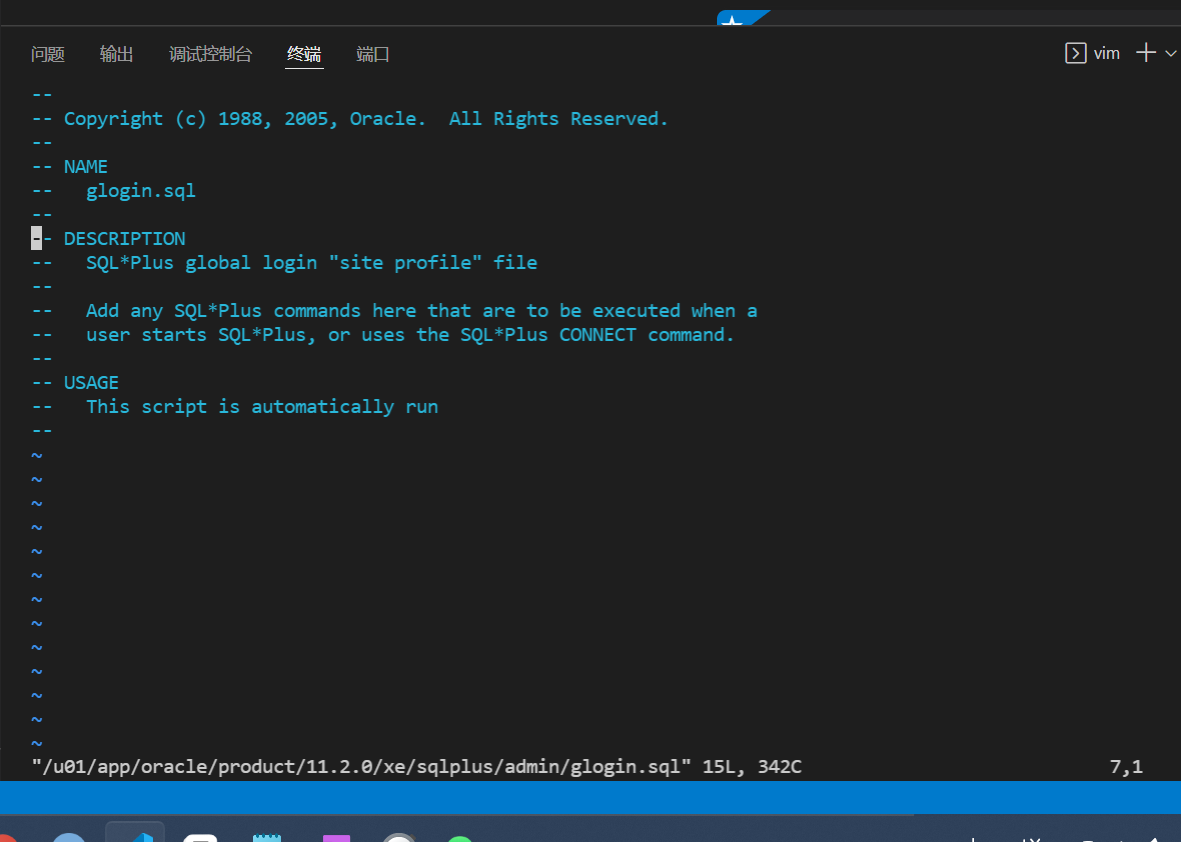 问题 输出 调试控制台 终端 端口 vim
--
-- Copyright (c) 1988, 2005, Oracle.  All Rights Reserved.
--
-- NAME
--   glogin.sql
--
-- DESCRIPTION
--   SQL*Plus global login "site profile" file
--
--   Add any SQL*Plus commands here that are to be executed when a
--   user starts SQL*Plus, or uses the SQL*Plus CONNECT command.
--
-- USAGE
--   This script is automatically run
--
~
~
~
~
~
~
~
~
~
~
~
~
~
"/u01/app/oracle/product/11.2.0/xe/sqlplus/admin/glogin.sql" 15L, 342C 7,1